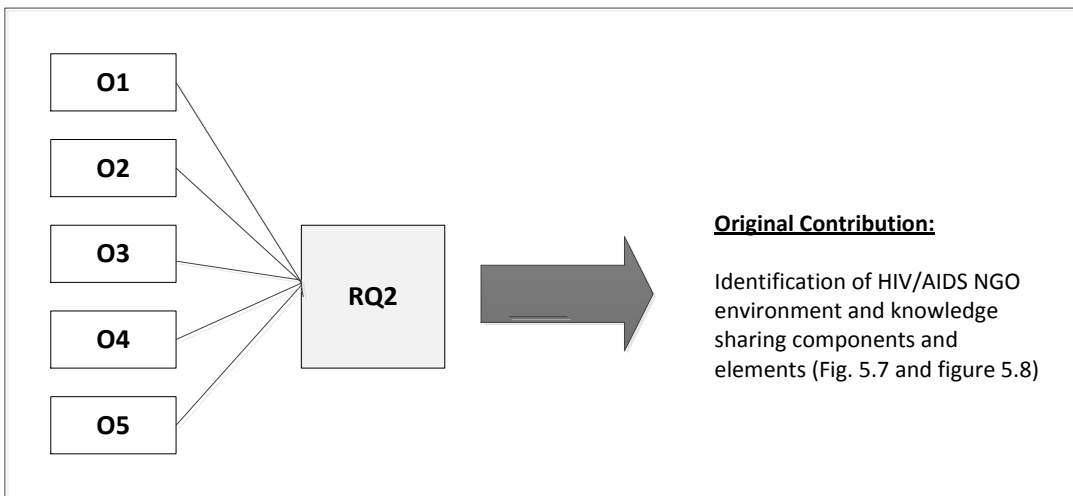 O1
O2
O3
O4
O5
RQ2
Original Contribution:
Identification of HIV/AIDS NGO
environment and knowledge
sharing components and
elements (Fig. 5.7 and figure 5.8)